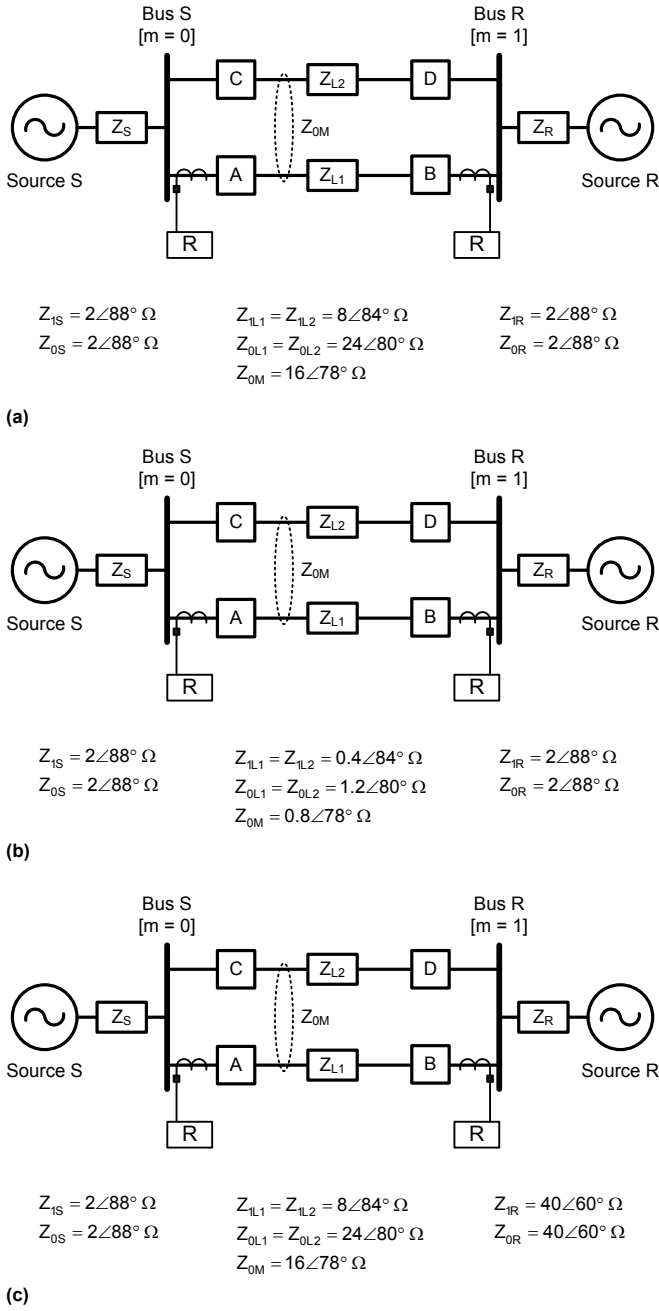 Bus S Bus R
[m = 0] [m = 1]
C Z_L2 D
Z_S Z_0M Z_R
Source S A Z_L1 B Source R
R R
Z_1S = 2∠88° Ω Z_1L1 = Z_1L2 = 8∠84° Ω Z_1R = 2∠88° Ω
Z_0S = 2∠88° Ω Z_0L1 = Z_0L2 = 24∠80° Ω Z_0R = 2∠88° Ω
Z_0M = 16∠78° Ω
(a)
Bus S Bus R
[m = 0] [m = 1]
C Z_L2 D
Z_S Z_0M Z_R
Source S A Z_L1 B Source R
R R
Z_1S = 2∠88° Ω Z_1L1 = Z_1L2 = 0.4∠84° Ω Z_1R = 2∠88° Ω
Z_0S = 2∠88° Ω Z_0L1 = Z_0L2 = 1.2∠80° Ω Z_0R = 2∠88° Ω
Z_0M = 0.8∠78° Ω
(b)
Bus S Bus R
[m = 0] [m = 1]
C Z_L2 D
Z_S Z_0M Z_R
Source S A Z_L1 B Source R
R R
Z_1S = 2∠88° Ω Z_1L1 = Z_1L2 = 8∠84° Ω Z_1R = 40∠60° Ω
Z_0S = 2∠88° Ω Z_0L1 = Z_0L2 = 24∠80° Ω Z_0R = 40∠60° Ω
Z_0M = 16∠78° Ω
(c)